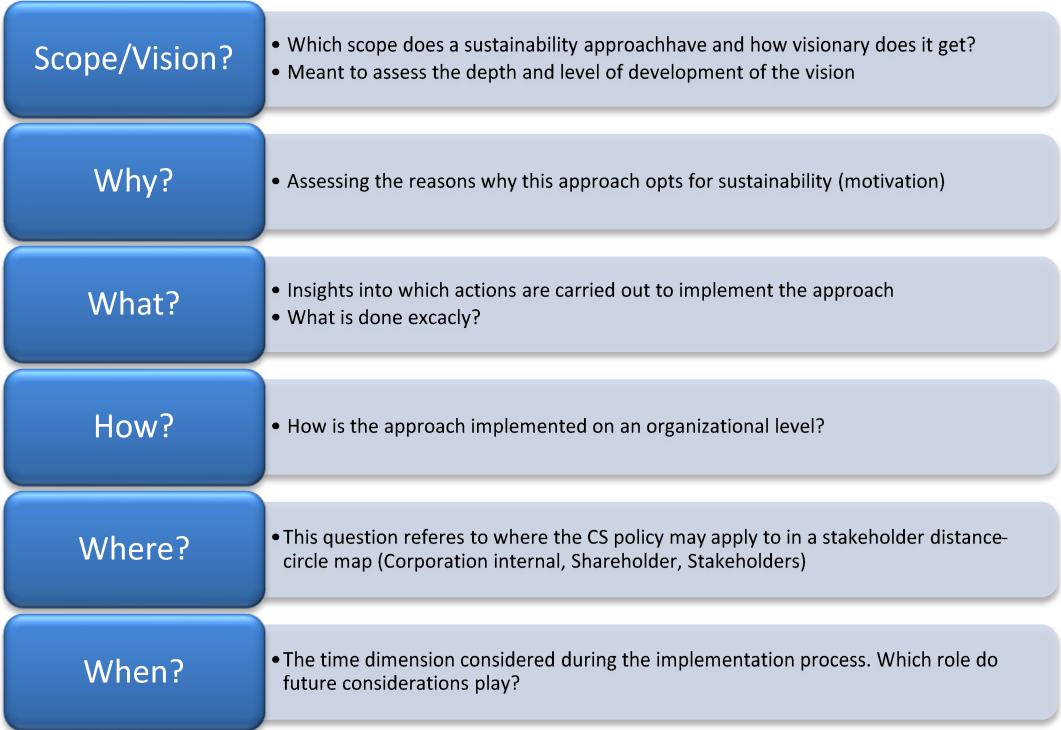 Scope/Vision?
• Which scope does a sustainability approachhave and how visionary does it get?
• Meant to assess the depth and level of development of the vision
Why?
• Assessing the reasons why this approach opts for sustainability (motivation)
What?
• Insights into which actions are carried out to implement the approach
• What is done excacly?
How?
• How is the approach implemented on an organizational level?
Where?
•This question referes to where the CS policy may apply to in a stakeholder distance-
circle map (Corporation internal, Shareholder, Stakeholders)
When?
•The time dimension considered during the implementation process. Which role do
future considerations play?